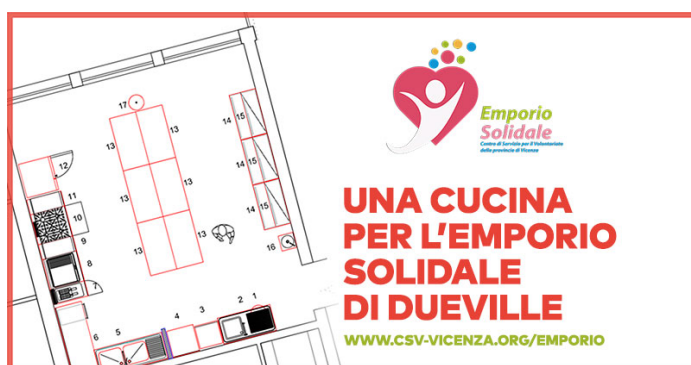 17
13
13
14
15
13
13
14
15
12
11
10
9
8
7
13
13
14
15
16
6
5
4
3
2
1
Emporio
Solidale
Centro di Servizio per il Volontariato
della provincia di Vicenza
UNA CUCINA
PER L'EMPORIO
SOLIDALE
DI DUEVILLE
WWW.CSV-VICENZA.ORG/EMPORIO